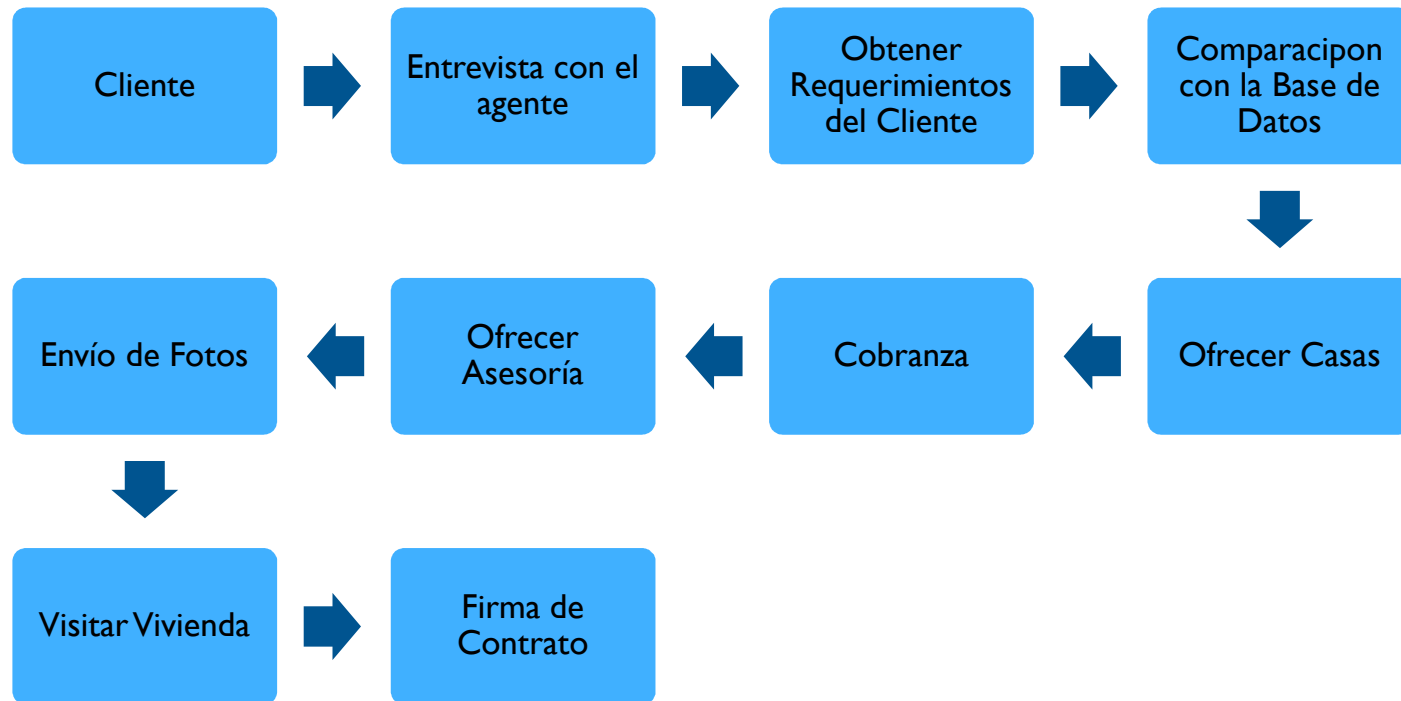 Cliente
Entrevista con el
agente
Obtener
Requerimientos
del Cliente
Comparacipon
con la Base de
Datos
Envío de Fotos
Ofrecer
Asesoría
Cobranza
Ofrecer Casas
Visitar Vivienda
Firma de
Contrato